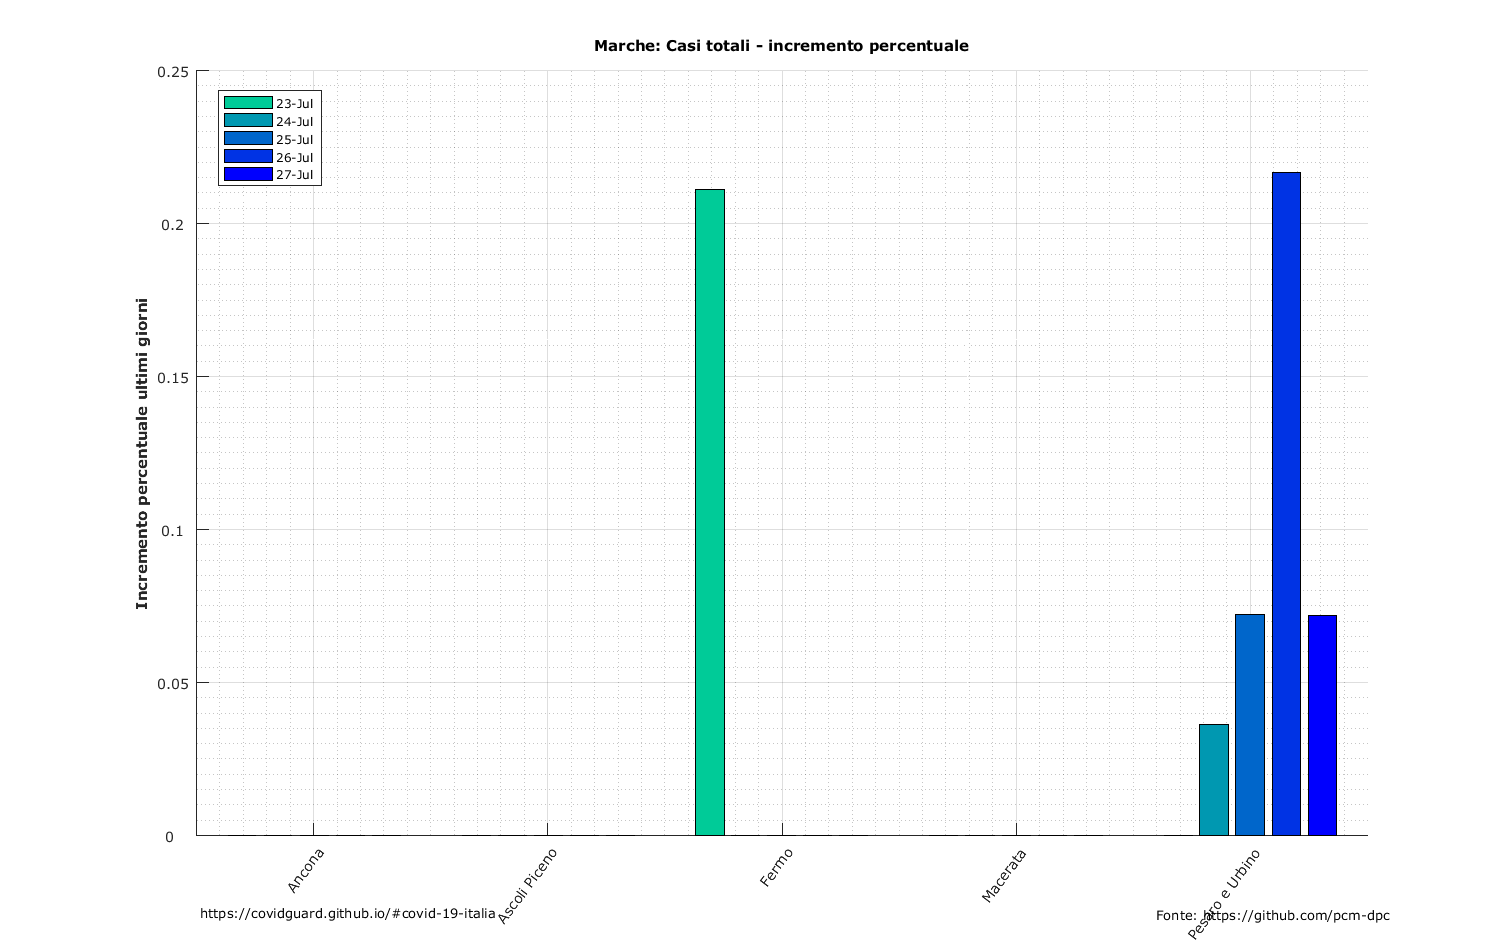 Marche: Casi totali - incremento percentuale
Incremento percentuale ultimi giorni
0.25
0.2
0.15
0.1
0.05
0
23-Jul
24-Jul
25-Jul
26-Jul
27-Jul
Ancona
Ascoli Piceno
Fermo
Macerata
Pesaro e Urbino
https://covidguard.github.io/#covid-19-italia
Fonte: https://github.com/pcm-dpc